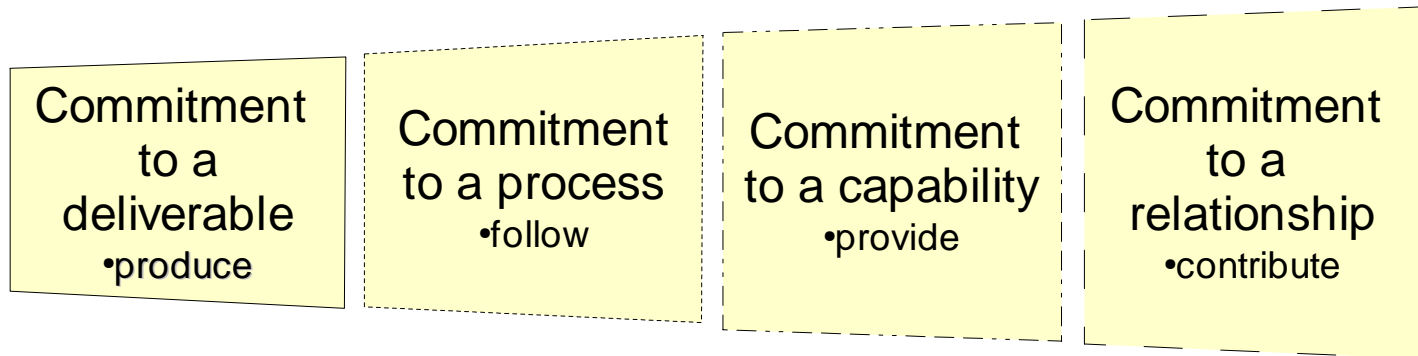 Commitment
to a
deliverable
•produce
Commitment
to a process
•follow
Commitment
to a capability
•provide
Commitment
to a
relationship
•contribute